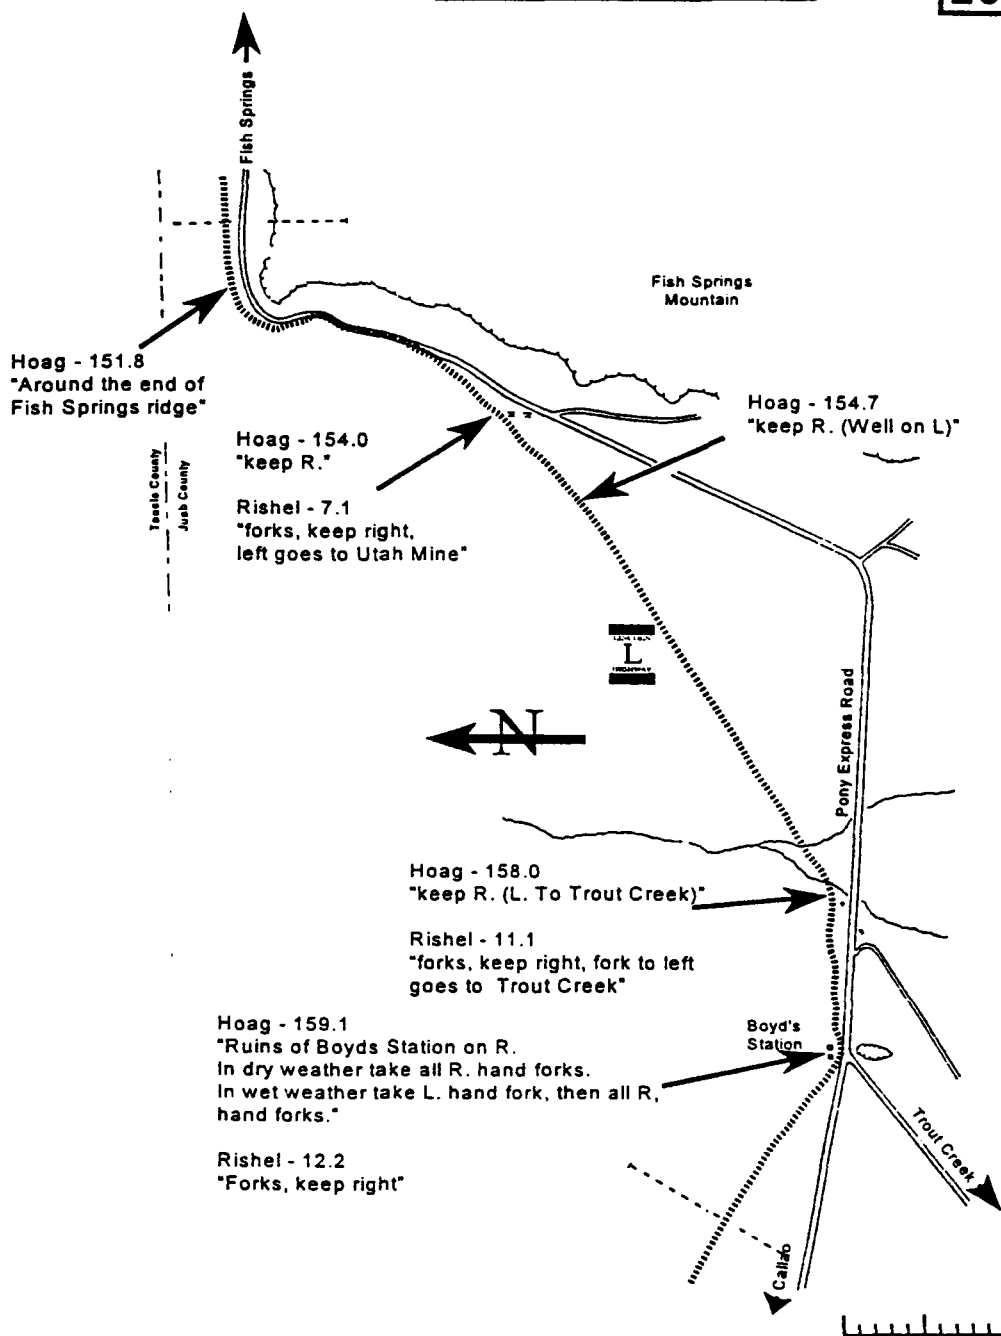 Fish Springs
Fish Springs
Mountain
Hoag - 151.8
"Around the end of
Fish Springs ridge"
Hoag - 154.7
"keep R. (Well on L)"
Hoag - 154.0
"keep R."
Rishel - 7.1
"forks, keep right,
left goes to Utah Mine"
Tooele County
Juab County
L
N
Pony Express Road
Hoag - 158.0
"keep R. (L. To Trout Creek)"
Rishel - 11.1
"forks, keep right, fork to left
goes to Trout Creek"
Hoag - 159.1
"Ruins of Boyds Station on R.
In dry weather take all R. hand forks.
In wet weather take L. hand fork, then all R,
hand forks."
Boyd's
Station
Rishel - 12.2
"Forks, keep right"
Trout Creek
Callao